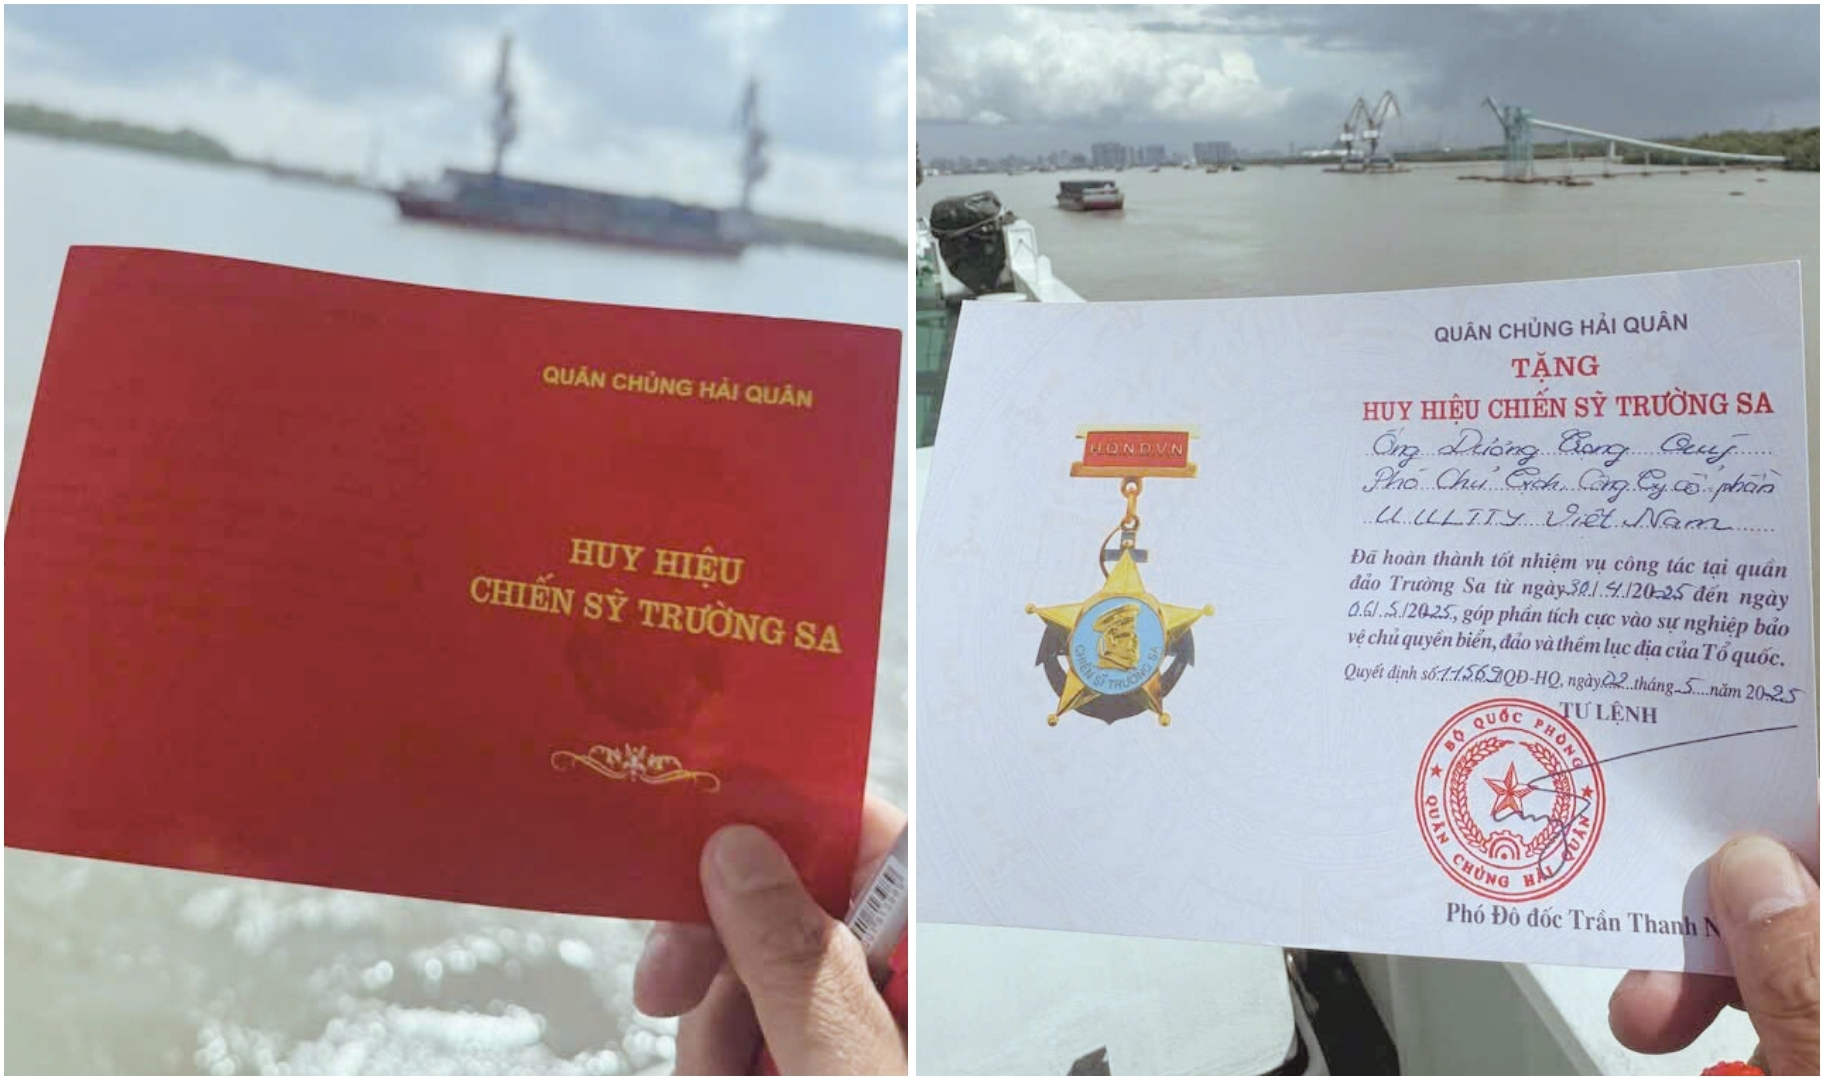 QUÂN CHỦNG HẢI QUÂN
HUY HIỆU
CHIẾN SỸ TRƯỜNG SA
QUÂN CHỦNG HẢI QUÂN
TẶNG
HUY HIỆU CHIẾN SỸ TRƯỜNG SA
Ông Dương Trọng Quý
Phó Chủ Tịch Công Ty cổ phần
Việt Nam
Đã hoàn thành tốt nhiệm vụ công tác tại quần
đảo Trường Sa từ ngày 30/4/2025 đến ngày
06/5/2025, góp phần tích cực vào sự nghiệp bảo
vệ chủ quyền biển, đảo và thềm lục địa của Tổ quốc.
Quyết định số 11569/QĐ-HQ, ngày 02 tháng 5 năm 2025
TƯ LỆNH
BỘ QUỐC PHÒNG
QUÂN CHỦNG HẢI QUÂN
Phó Đô đốc Trần Thanh N
H.Q.N.D.V.N
CHIẾN SĨ TRƯỜNG SA